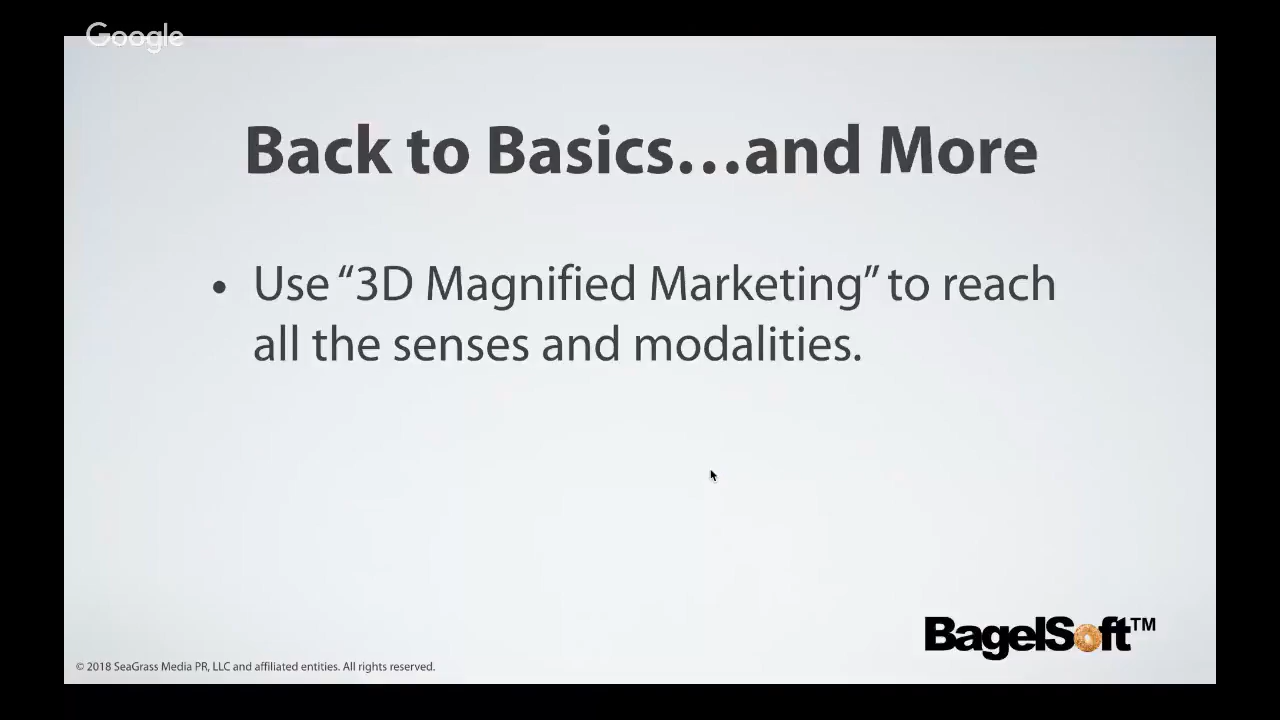 Google
Back to Basics…and More
• Use “3D Magnified Marketing” to reach
all the senses and modalities.
BagelSoft™
© 2018 SeaGrass Media PR, LLC and affiliated entities. All rights reserved.